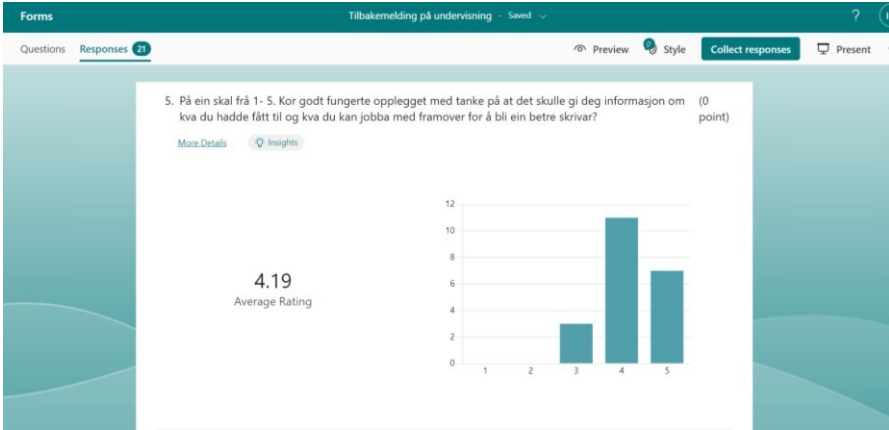 Forms
Tilbakemelding på undervisning - Saved
?
Questions Responses 21
Preview Style Collect responses Present
5. På ein skal frå 1- 5. Kor godt fungerte opplegget med tanke på at det skulle gi deg informasjon om (0
kva du hadde fått til og kva du kan jobba med framover for å bli ein betre skrivar? point)
More Details Insights
12
10
8
6
4
2
0
4.19
Average Rating
1 2 3 4 5